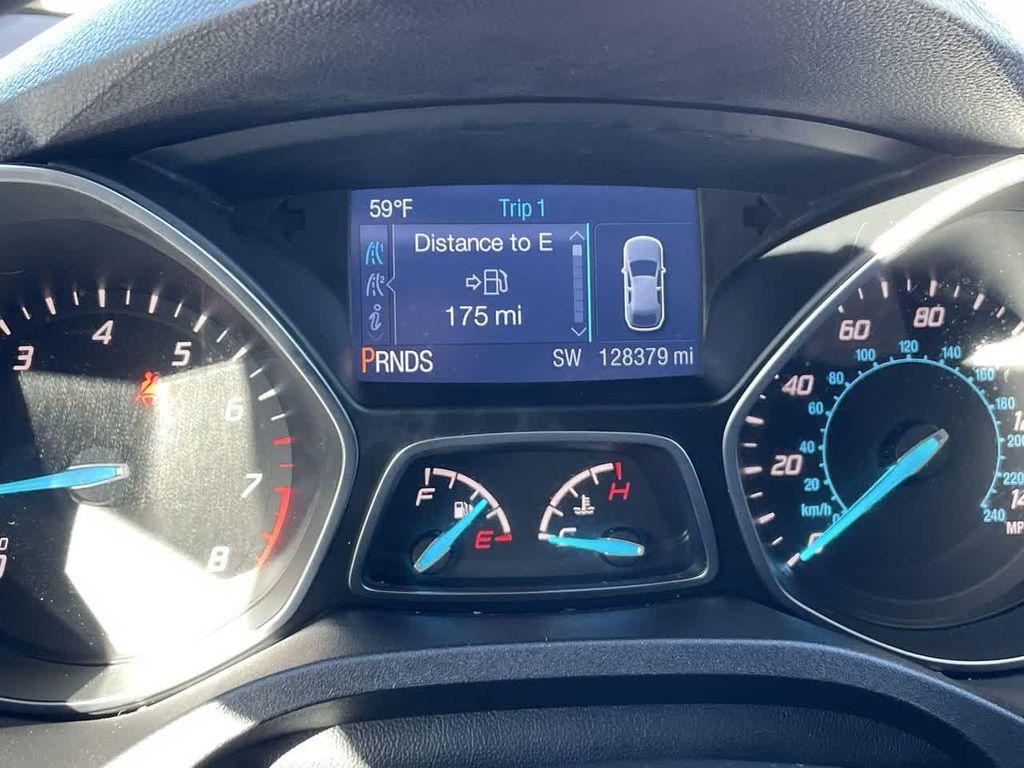 59°F Trip 1
Distance to E
175 mi
PRNDS SW 128379 mi
3 4 5 6 7 8
F E
C H
20 40 60 80
km/h 20 40 60 80 100 120 140 160 180 200 220 240